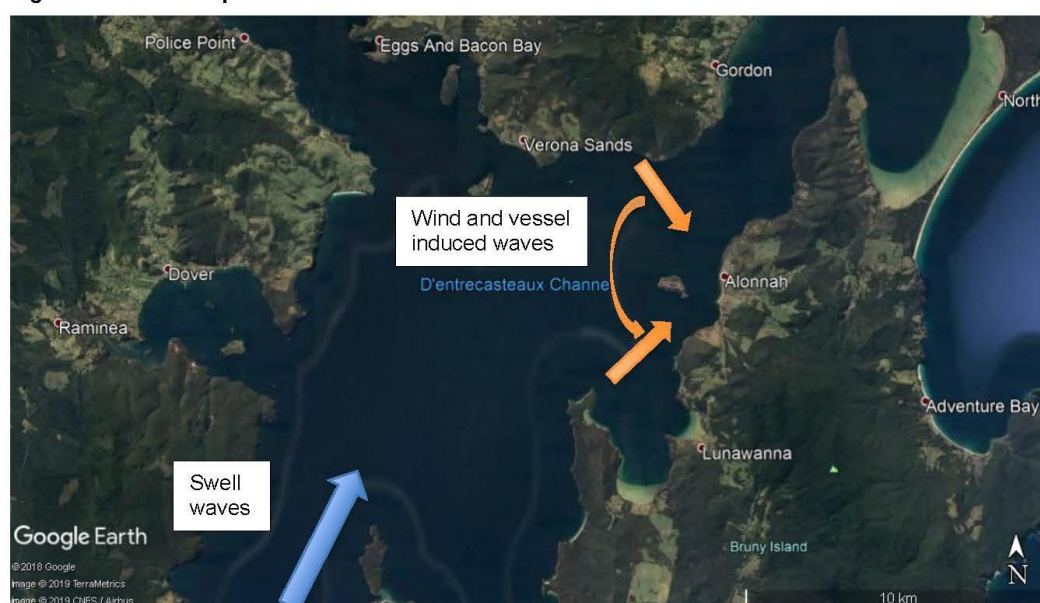 Police Point
Eggs And Bacon Bay
Gordon
North
Verona Sands
Wind and vessel
induced waves
Dover
D'entrecasteaux Channe
Alonnah
Raminea
Adventure Bay
Lunawanna
Swell
waves
Google Earth
Bruny Island
N
© 2018 Google
Image © 2019 TerraMetrics
Image © 2019 CNES / Airbus
10 km